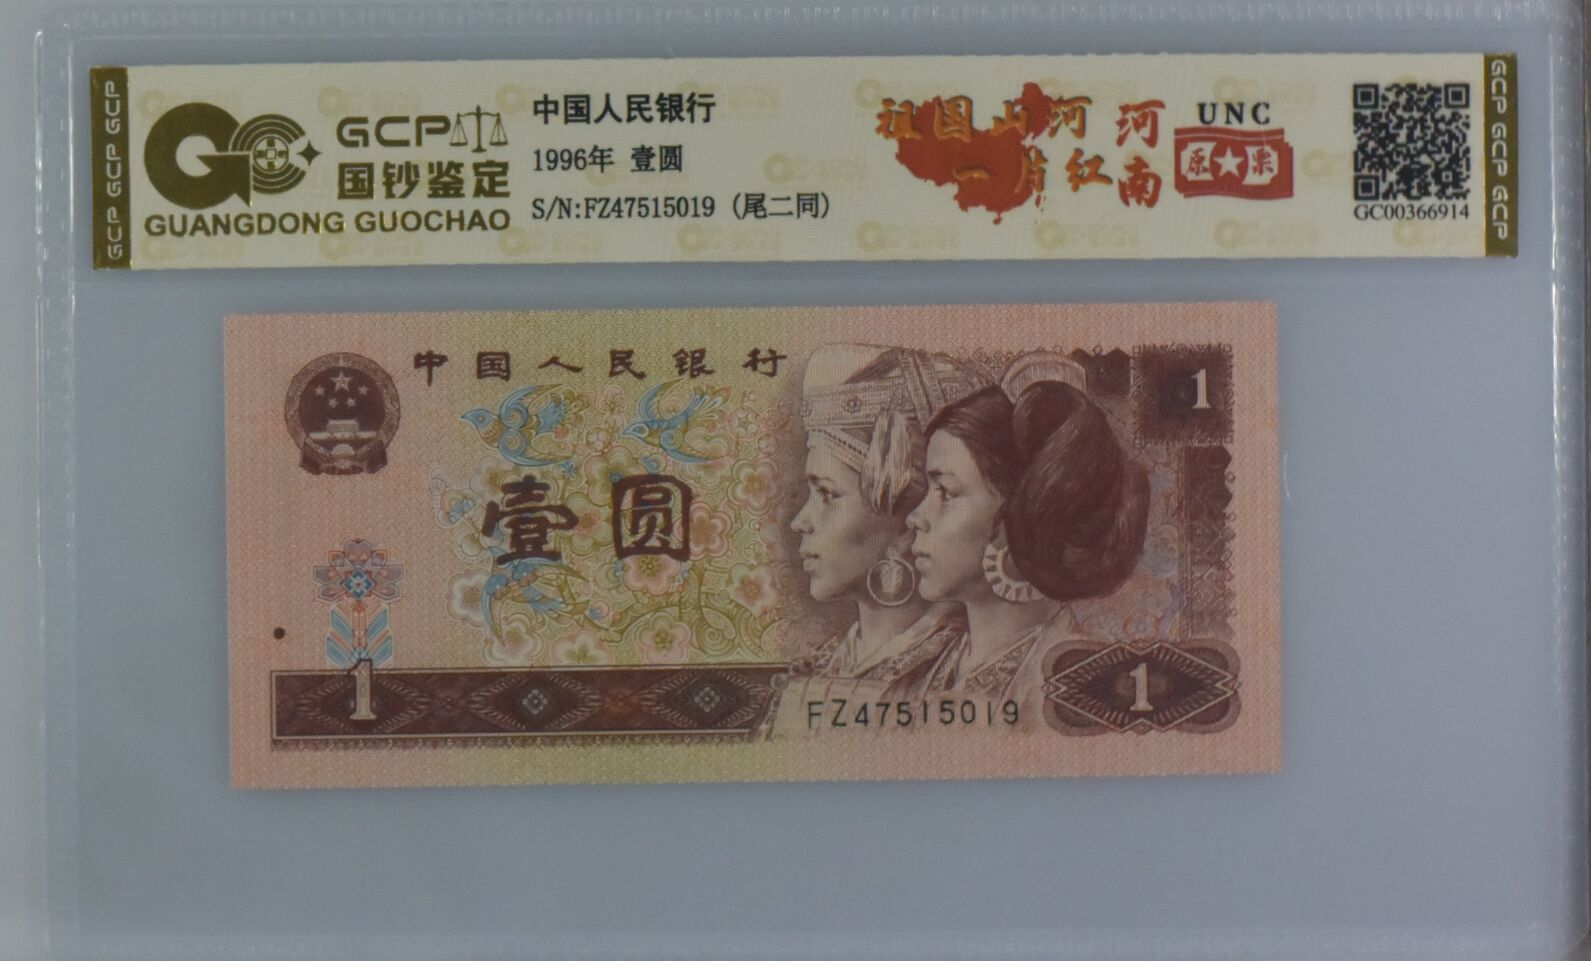 GCP GCP GCP
GCP
国钞鉴定
GUANGDONG GUOCHAO
中国人民银行
1996年 壹圆
S/N:FZ47515019 (尾二同)
祖国山河
一片红
河南
UNC
原★票
GC00366914
GCP GCP GCP
中国人民银行
1
壹圆
1
FZ47515019
1